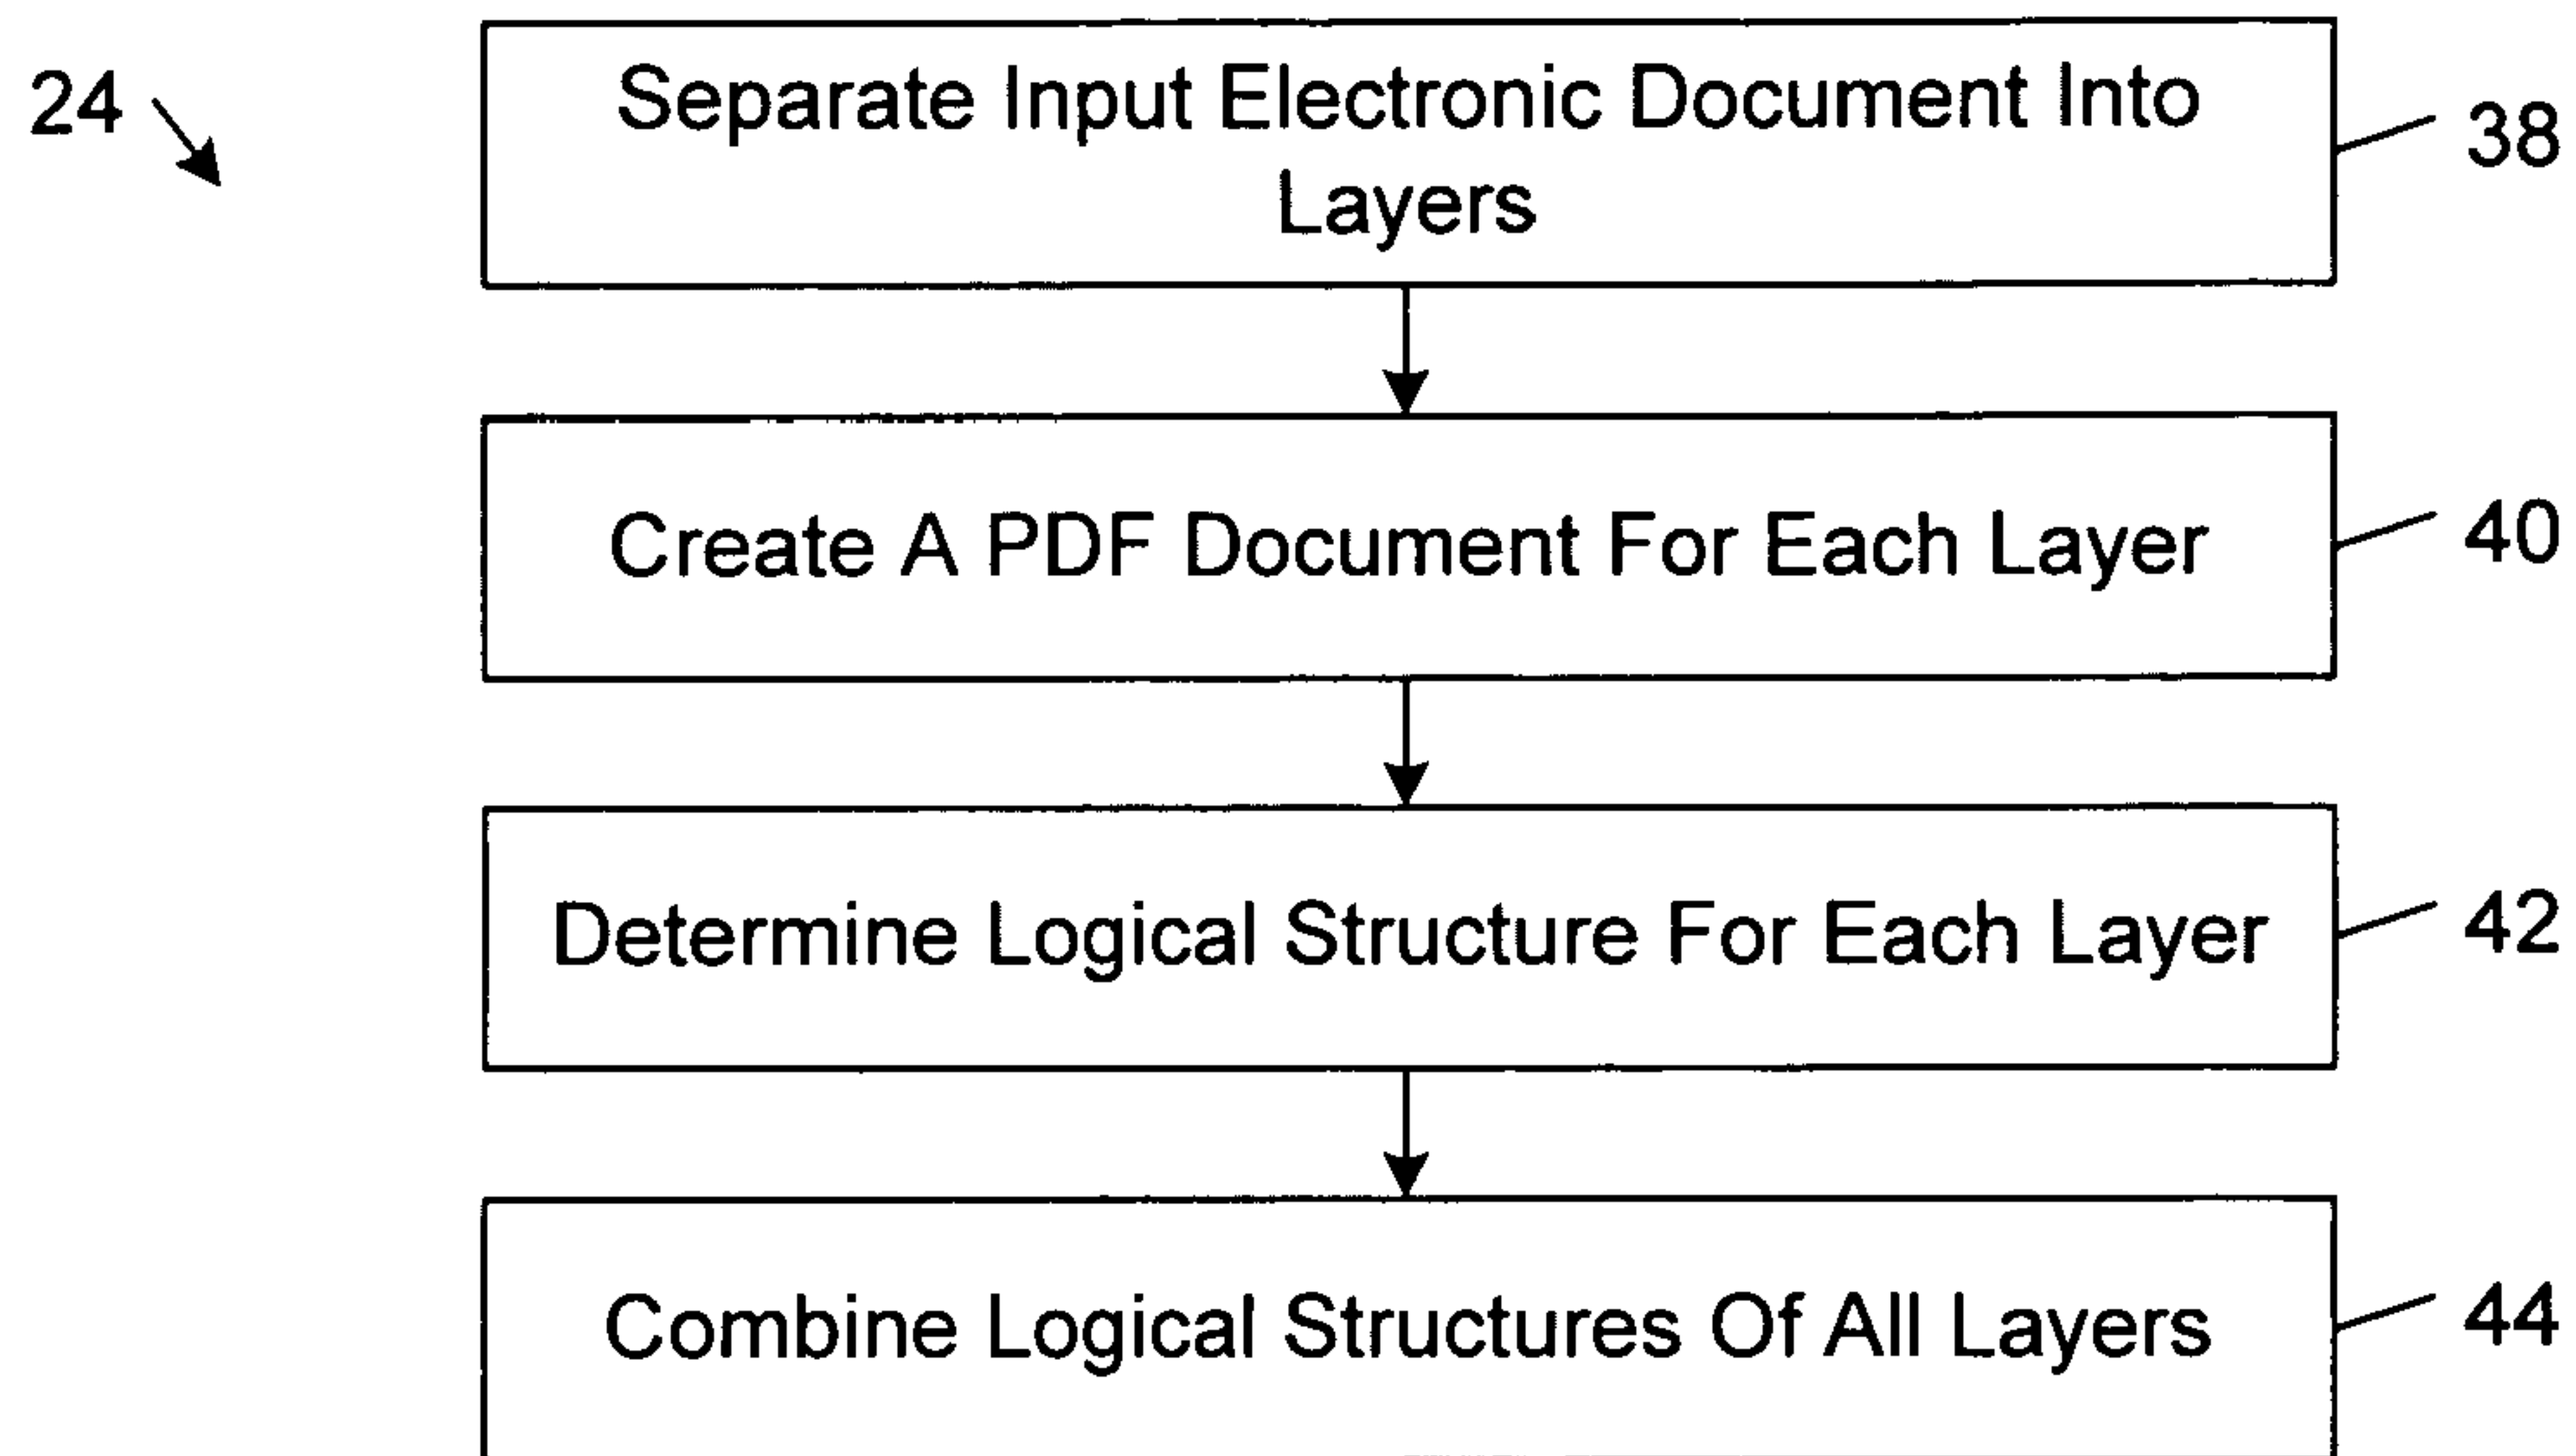 24
Separate Input Electronic Document Into
Layers
38
Create A PDF Document For Each Layer
40
Determine Logical Structure For Each Layer
42
Combine Logical Structures Of All Layers
44